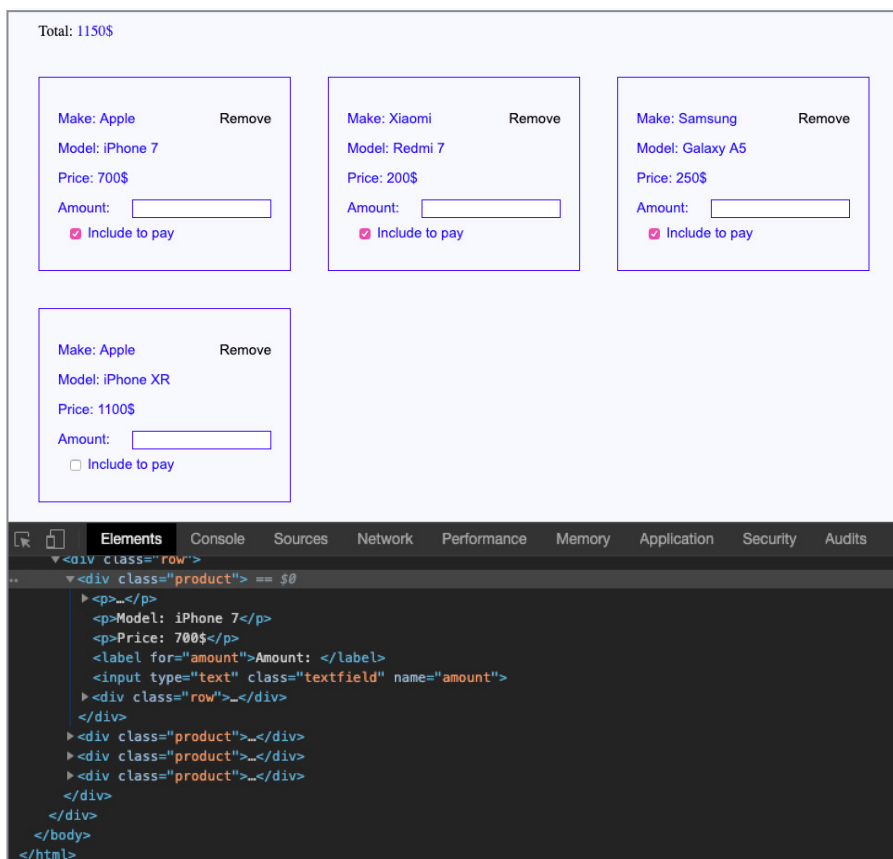 Total: 1150$
Make: Apple Remove
Model: iPhone 7
Price: 700$
Amount:
Include to pay
Make: Xiaomi Remove
Model: Redmi 7
Price: 200$
Amount:
Include to pay
Make: Samsung Remove
Model: Galaxy A5
Price: 250$
Amount:
Include to pay
Make: Apple Remove
Model: iPhone XR
Price: 1100$
Amount:
Include to pay
Elements Console Sources Network Performance Memory Application Security Audits
<div class="row">
<div class="product"> == $0
<p>…</p>
<p>Model: iPhone 7</p>
<p>Price: 700$</p>
<label for="amount">Amount: </label>
<input type="text" class="textfield" name="amount">
<div class="row">…</div>
</div>
<div class="product">…</div>
<div class="product">…</div>
<div class="product">…</div>
</div>
</div>
</body>
</html>